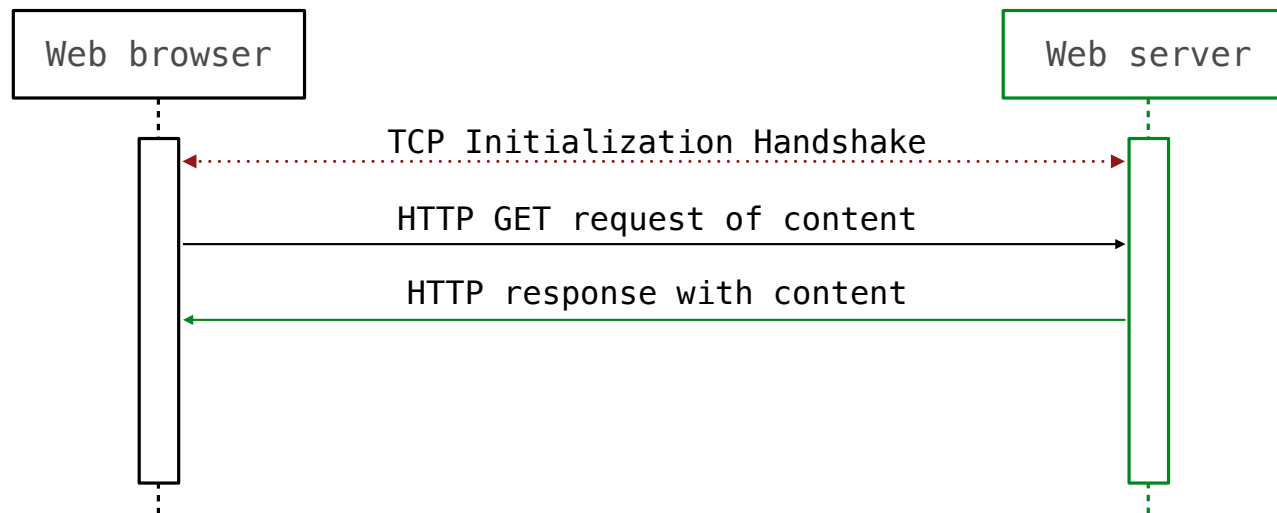 Web browser
Web server
TCP Initialization Handshake
HTTP GET request of content
HTTP response with content